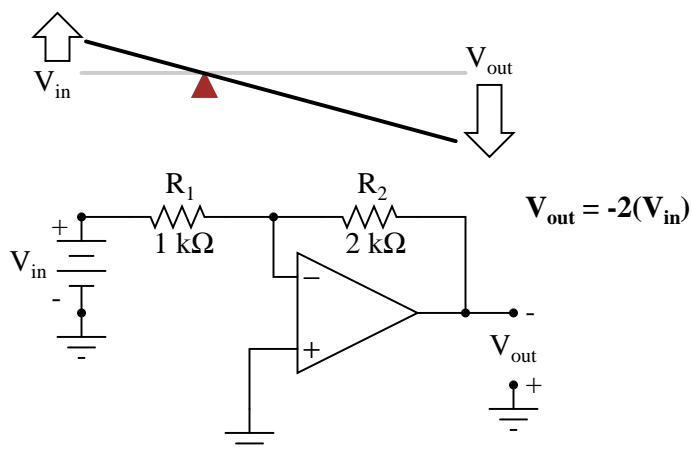 V_in
V_out
R_1
R_2
V_out = -2(V_in)
+
1 kΩ
2 kΩ
V_in
-
−
+
-
V_out
+